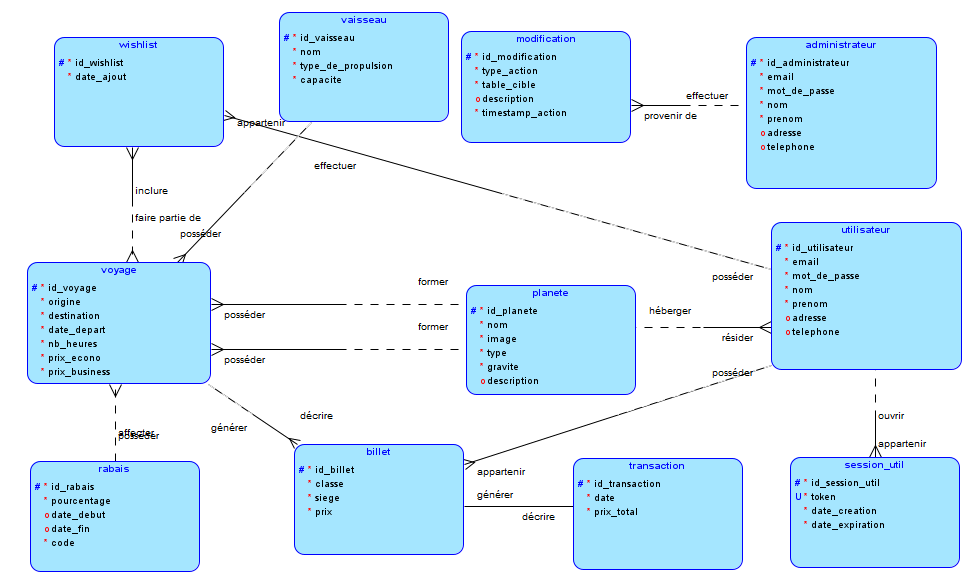 vaisseau
# * id_vaisseau
* nom
* type_de_propulsion
* capacite
wishlist
# * id_wishlist
* date_ajout
modification
# * id_modification
* type_action
* table_cible
o description
* timestamp_action
administrateur
# * id_administrateur
* email
* mot_de_passe
* nom
* prenom
o adresse
o telephone
effectuer
provenir de
appartenir
effectuer
inclure
faire partie de
posséder
posséder
utilisateur
# * id_utilisateur
* email
* mot_de_passe
* nom
* prenom
o adresse
o telephone
voyage
# * id_voyage
* origine
* destination
* date_depart
* nb_heures
* prix_econo
* prix_business
former
posséder
former
posséder
planete
# * id_planete
* nom
* image
* type
* gravite
o description
héberger
résider
posséder
ouvrir
appartenir
décrire
générer
affecter
posséder
billet
# * id_billet
* classe
* siege
* prix
appartenir
générer
décrire
rabais
# * id_rabais
* pourcentage
o date_debut
o date_fin
* code
transaction
# * id_transaction
* date
* prix_total
session_util
# * id_session_util
U * token
* date_creation
* date_expiration